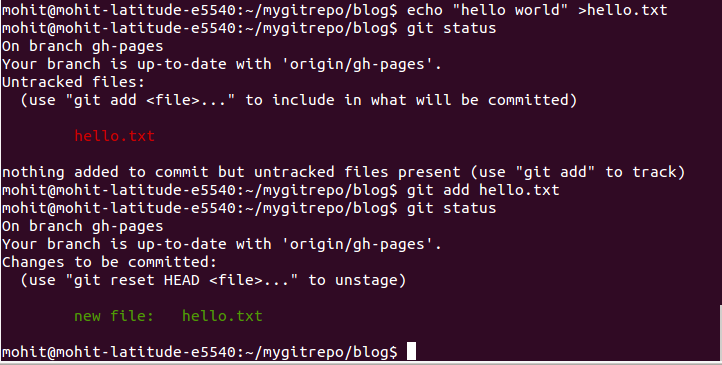 mohit@mohit-latitude-e5540:~/mygitrepo/blog$ echo "hello world" >hello.txt
mohit@mohit-latitude-e5540:~/mygitrepo/blog$ git status
On branch gh-pages
Your branch is up-to-date with 'origin/gh-pages'.
Untracked files:
  (use "git add <file>..." to include in what will be committed)

        hello.txt

nothing added to commit but untracked files present (use "git add" to track)
mohit@mohit-latitude-e5540:~/mygitrepo/blog$ git add hello.txt
mohit@mohit-latitude-e5540:~/mygitrepo/blog$ git status
On branch gh-pages
Your branch is up-to-date with 'origin/gh-pages'.
Changes to be committed:
  (use "git reset HEAD <file>..." to unstage)

        new file:   hello.txt

mohit@mohit-latitude-e5540:~/mygitrepo/blog$